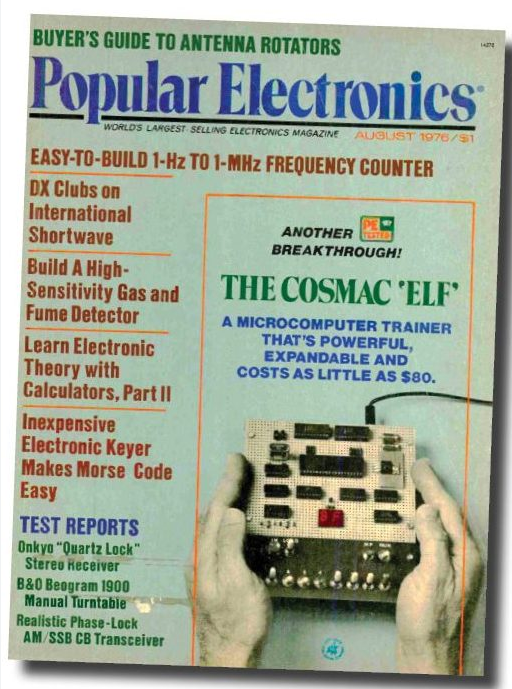 BUYER'S GUIDE TO ANTENNA ROTATORS
14278
Popular Electronics
WORLD'S LARGEST-SELLING ELECTRONICS MAGAZINE
AUGUST 1976/$1
EASY-TO-BUILD 1-Hz TO 1-MHz FREQUENCY COUNTER
DX Clubs on
International
Shortwave
Build A High-
Sensitivity Gas and
Fume Detector
Learn Electronic
Theory with
Calculators, Part II
Inexpensive
Electronic Keyer
Makes Morse Code
Easy
TEST REPORTS
Onkyo "Quartz Lock"
Stereo Receiver
B&O Beogram 1900
Manual Turntable
Realistic Phase-Lock
AM/SSB CB Transceiver
ANOTHER PE TESTED
BREAKTHROUGH!
THE COSMAC 'ELF'
A MICROCOMPUTER TRAINER
THAT'S POWERFUL,
EXPANDABLE AND
COSTS AS LITTLE AS $80.